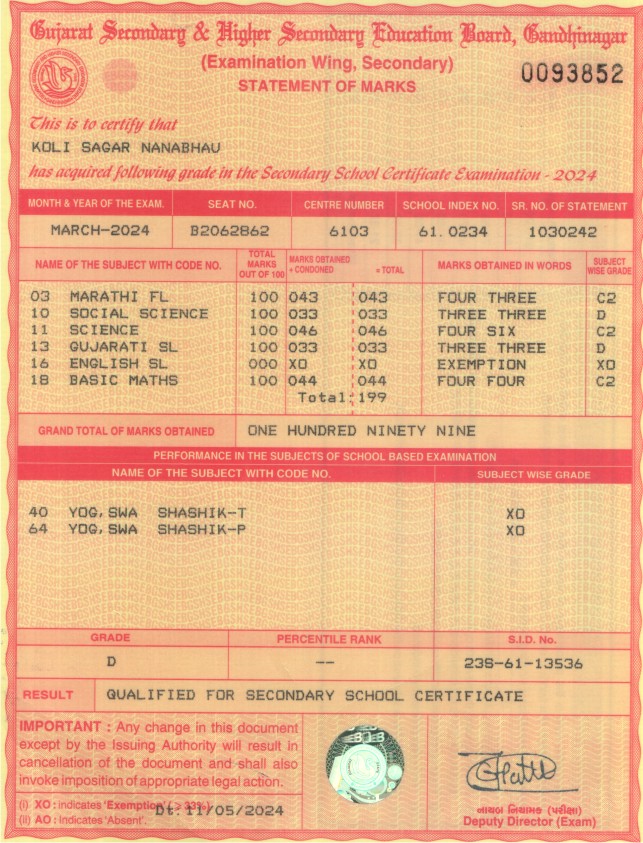 Gujarat Secondary & Higher Secondary Education Board, Gandhinagar
(Examination Wing, Secondary)
0093852
STATEMENT OF MARKS
This is to certify that
KOLI SAGAR NANABHAU
has acquired following grade in the Secondary School Certificate Examination - 2024
MONTH & YEAR OF THE EXAM. SEAT NO. CENTRE NUMBER SCHOOL INDEX NO. SR. NO. OF STATEMENT
MARCH-2024 B2062862 6103 61.0234 1030242
NAME OF THE SUBJECT WITH CODE NO. TOTAL MARKS OUT OF 100 MARKS OBTAINED + CONDONED = TOTAL MARKS OBTAINED IN WORDS SUBJECT WISE GRADE
03 MARATHI FL 100 043 043 FOUR THREE C2
10 SOCIAL SCIENCE 100 033 033 THREE THREE D
11 SCIENCE 100 046 046 FOUR SIX C2
13 GUJARATI SL 100 033 033 THREE THREE D
16 ENGLISH SL 000 XO XO EXEMPTION XO
18 BASIC MATHS 100 044 044 FOUR FOUR C2
Total: 199
GRAND TOTAL OF MARKS OBTAINED ONE HUNDRED NINETY NINE
PERFORMANCE IN THE SUBJECTS OF SCHOOL BASED EXAMINATION
NAME OF THE SUBJECT WITH CODE NO. SUBJECT WISE GRADE
40 YOG,SWA SHASHIK-T XO
64 YOG,SWA SHASHIK-P XO
GRADE PERCENTILE RANK S.I.D. No.
D -- 23S-61-13536
RESULT QUALIFIED FOR SECONDARY SCHOOL CERTIFICATE
IMPORTANT : Any change in this document
except by the Issuing Authority will result in
cancellation of the document and shall also
invoke imposition of appropriate legal action.
(i) XO : indicates 'Exemption' (≥ 33%)
Dt. 11/05/2024
(ii) AO : Indicates 'Absent'.
નાયબ નિયામક (પરીક્ષા)
Deputy Director (Exam)